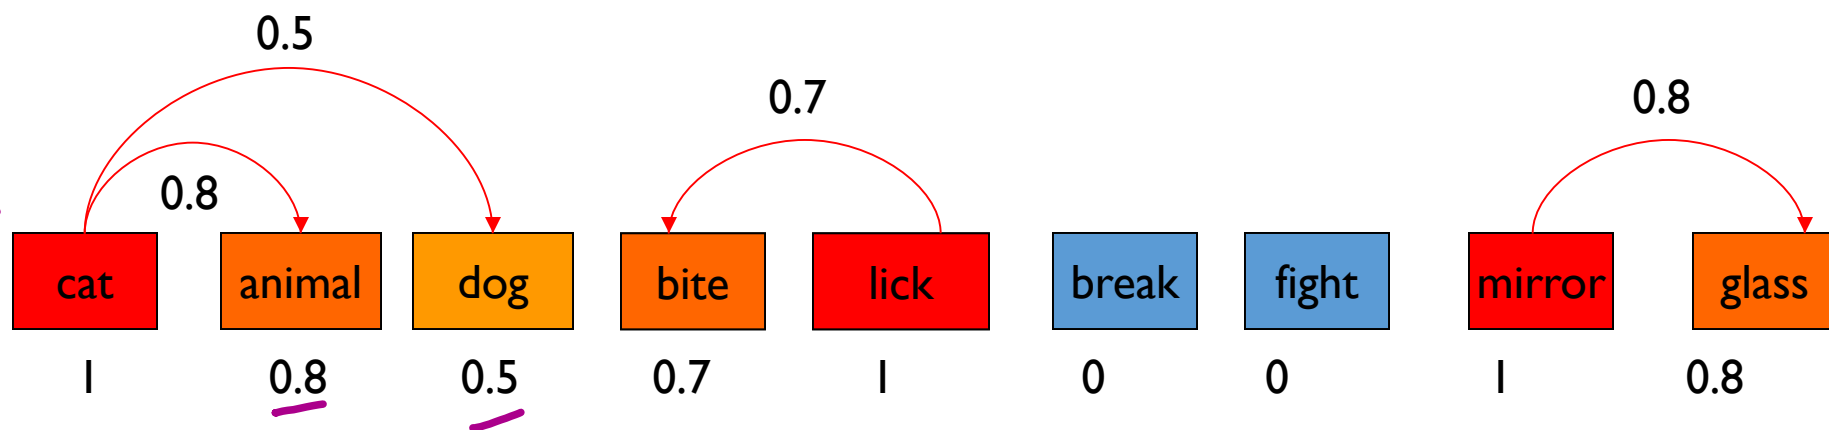 0.5
0.7 0.8
0.8
cat animal dog bite lick break fight mirror glass
1 0.8 0.5 0.7 1 0 0 1 0.8